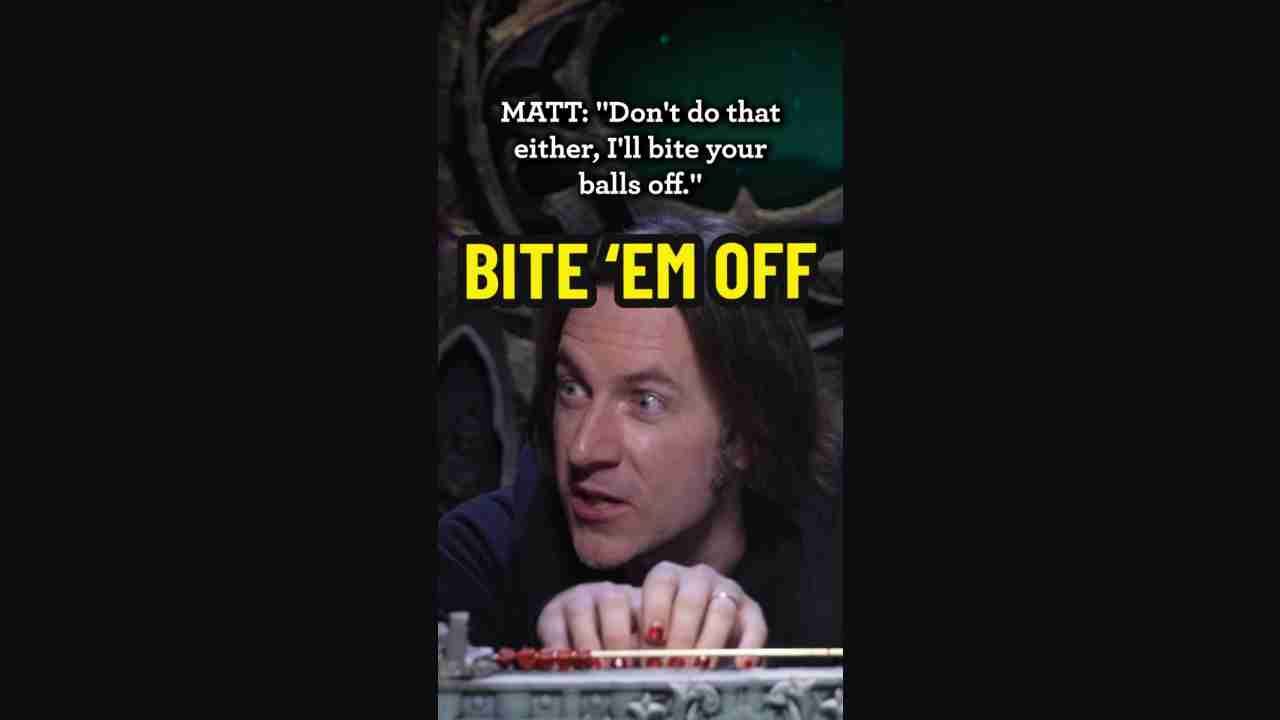 MATT: "Don't do that
either, I'll bite your
balls off."
BITE ‘EM OFF